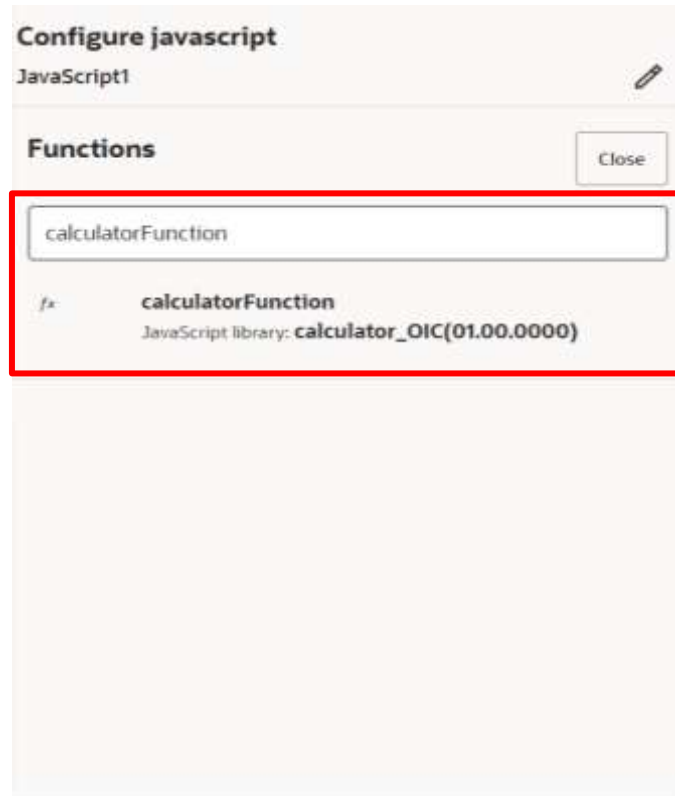 Configure javascript
JavaScript1
Functions
Close
calculatorFunction
fx
calculatorFunction
JavaScript library: calculator_OIC(01.00.0000)